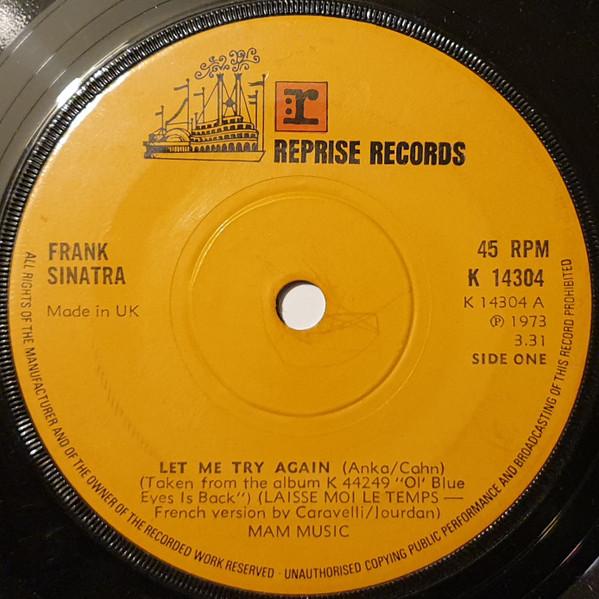 r
REPRISE RECORDS
FRANK
SINATRA
Made in UK
45 RPM
K 14304
K 14304 A
℗ 1973
3.31
SIDE ONE
LET ME TRY AGAIN (Anka/Cahn)
(Taken from the album K 44249 "Ol' Blue
Eyes Is Back") (LAISSE MOI LE TEMPS —
French version by Caravelli/Jourdan)
MAM MUSIC
ALL RIGHTS OF THE MANUFACTURER AND OF THE OWNER OF THE RECORDED WORK RESERVED · UNAUTHORISED COPYING PUBLIC PERFORMANCE AND BROADCASTING OF THIS RECORD PROHIBITED